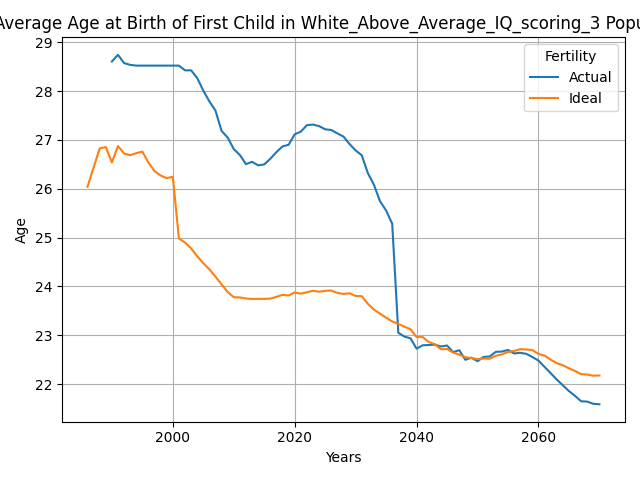 Average Age at Birth of First Child in White_Above_Average_IQ_scoring_3 Popu
29
28
27
26
25
24
23
22
Age
Fertility
Actual
Ideal
2000 2020 2040 2060
Years